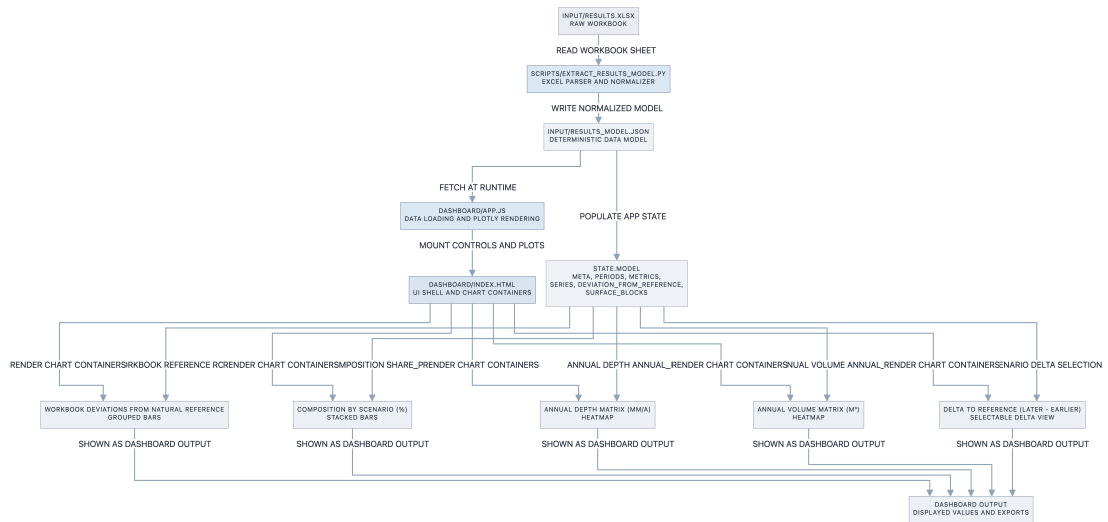 INPUT/RESULTS.XLSX
RAW WORKBOOK
READ WORKBOOK SHEET
SCRIPTS/EXTRACT_RESULTS_MODEL.PY
EXCEL PARSER AND NORMALIZER
WRITE NORMALIZED MODEL
INPUT/RESULTS_MODEL.JSON
DETERMINISTIC DATA MODEL
FETCH AT RUNTIME
DASHBOARD/APP.JS
DATA LOADING AND PLOTLY RENDERING
POPULATE APP STATE
MOUNT CONTROLS AND PLOTS
STATE.MODEL
META, PERIODS, METRICS,
SERIES, DEVIATION_FROM_REFERENCE,
SURFACE_BLOCKS
DASHBOARD/INDEX.HTML
UI SHELL AND CHART CONTAINERS
RENDER CHART CONTAINERS REFERENCE RENDER CHART CONTAINERS SHARE_ RENDER CHART CONTAINERS ANNUAL DEPTH ANNUAL_ RENDER CHART CONTAINERS VOLUME ANNUAL_ RENDER CHART CONTAINERS DELTA SELECTION
WORKBOOK DEVIATIONS FROM NATURAL REFERENCE
GROUPED BARS
COMPOSITION BY SCENARIO (%)
STACKED BARS
ANNUAL DEPTH MATRIX (MM/A)
HEATMAP
ANNUAL VOLUME MATRIX (M³)
HEATMAP
DELTA TO REFERENCE (LATER - EARLIER)
SELECTABLE DELTA VIEW
SHOWN AS DASHBOARD OUTPUT
SHOWN AS DASHBOARD OUTPUT
SHOWN AS DASHBOARD OUTPUT
SHOWN AS DASHBOARD OUTPUT
SHOWN AS DASHBOARD OUTPUT
DASHBOARD OUTPUT
DISPLAYED VALUES AND EXPORTS